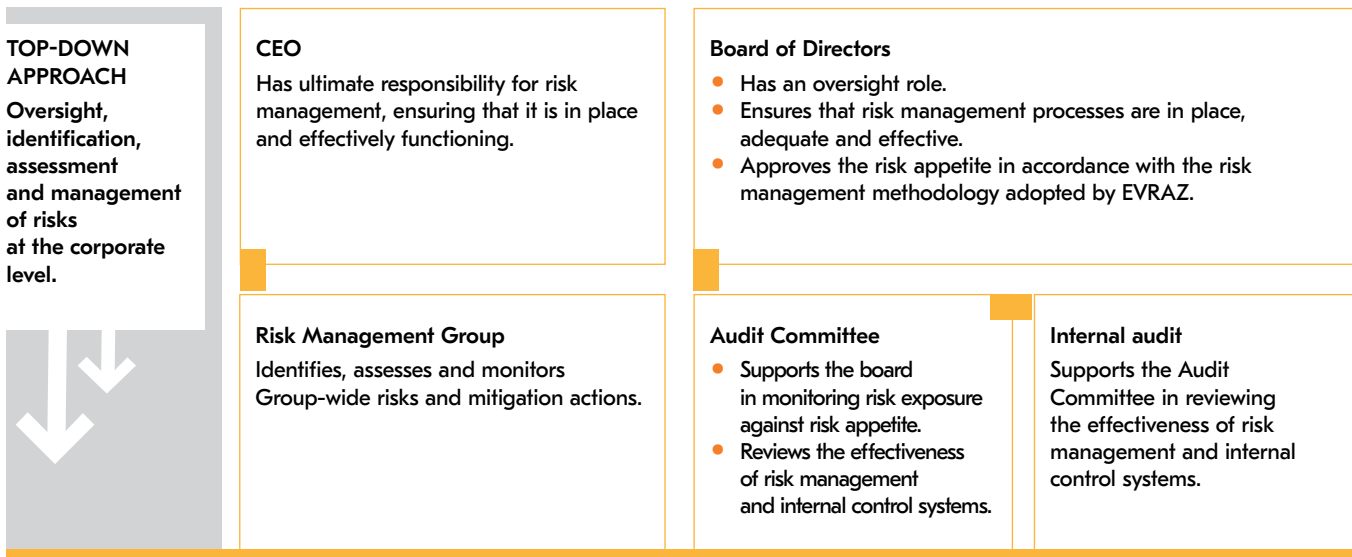 TOP-DOWN
APPROACH
Oversight,
identification,
assessment
and management
of risks
at the corporate
level.
CEO
Has ultimate responsibility for risk
management, ensuring that it is in place
and effectively functioning.
Board of Directors
• Has an oversight role.
• Ensures that risk management processes are in place,
adequate and effective.
• Approves the risk appetite in accordance with the risk
management methodology adopted by EVRAZ.
Risk Management Group
Identifies, assesses and monitors
Group-wide risks and mitigation actions.
Audit Committee
• Supports the board
in monitoring risk exposure
against risk appetite.
• Reviews the effectiveness
of risk management
and internal control systems.
Internal audit
Supports the Audit
Committee in reviewing
the effectiveness of risk
management and internal
control systems.